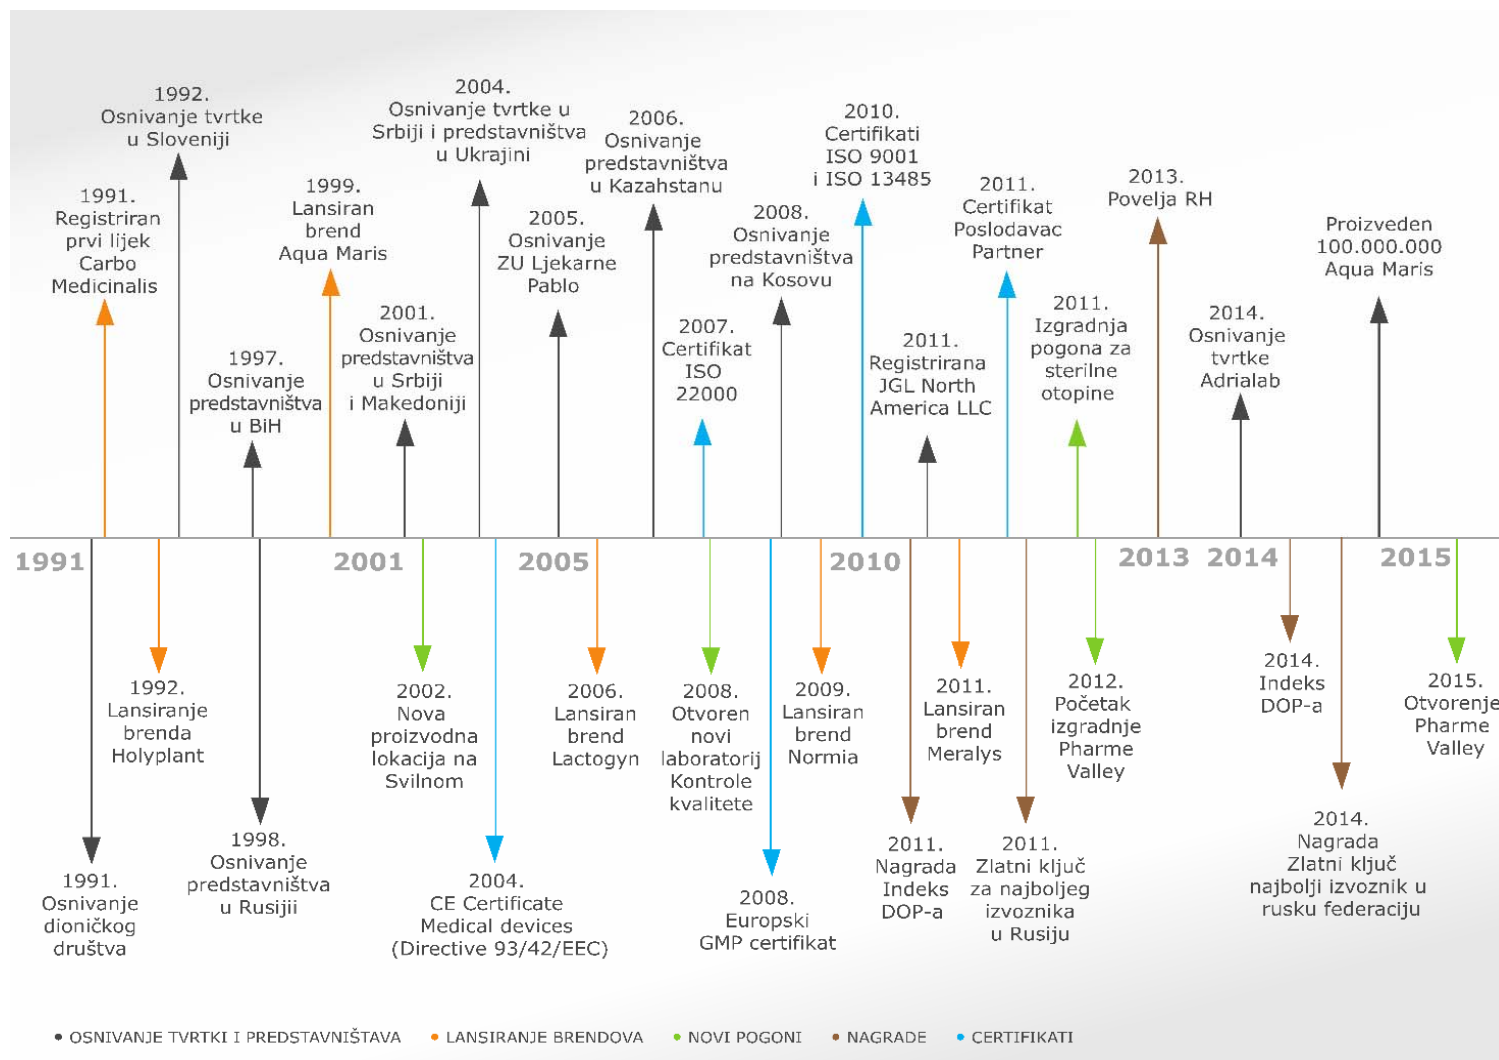 1991.
Registriran
prvi lijek
Carbo
Medicinalis
1992.
Osnivanje tvrtke
u Sloveniji
1997.
Osnivanje
predstavništva
u BiH
1999.
Lansiran
brend
Aqua Maris
2001.
Osnivanje
predstavništva
u Srbiji
i Makedoniji
2004.
Osnivanje tvrtke u
Srbiji i predstavništva
u Ukrajini
2005.
Osnivanje
ZU Ljekarne
Pablo
2006.
Osnivanje
predstavništva
u Kazahstanu
2007.
Certifikat
ISO
22000
2008.
Osnivanje
predstavništva
na Kosovu
2010.
Certifikati
ISO 9001
i ISO 13485
2011.
Registrirana
JGL North
America LLC
2011.
Certifikat
Poslodavac
Partner
2011.
Izgradnja
pogona za
sterilne
otopine
2013.
Povelja RH
2014.
Osnivanje
tvrtke
Adrialab
Proizveden
100.000.000
Aqua Maris
1991
2001
2005
2010
2013
2014
2015
1991.
Osnivanje
dioničkog
društva
1992.
Lansiranje
brenda
Holyplant
1998.
Osnivanje
predstavništva
u Rusijii
2002.
Nova
proizvodna
lokacija na
Svilnom
2004.
CE Certificate
Medical devices
(Directive 93/42/EEC)
2006.
Lansiran
brend
Lactogyn
2008.
Otvoren
novi
laboratorij
Kontrole
kvalitete
2008.
Europski
GMP certifikat
2009.
Lansiran
brend
Normia
2011.
Nagrada
Indeks
DOP-a
2011.
Lansiran
brend
Meralys
2011.
Zlatni ključ
za najboljeg
izvoznika
u Rusiju
2012.
Početak
izgradnje
Pharme
Valley
2014.
Indeks
DOP-a
2014.
Nagrada
Zlatni ključ
najbolji izvoznik u
rusku federaciju
2015.
Otvorenje
Pharme
Valley
OSNIVANJE TVRTKI I PREDSTAVNIŠTAVA
LANSIRANJE BRENDOVA
NOVI POGONI
NAGRADE
CERTIFIKATI